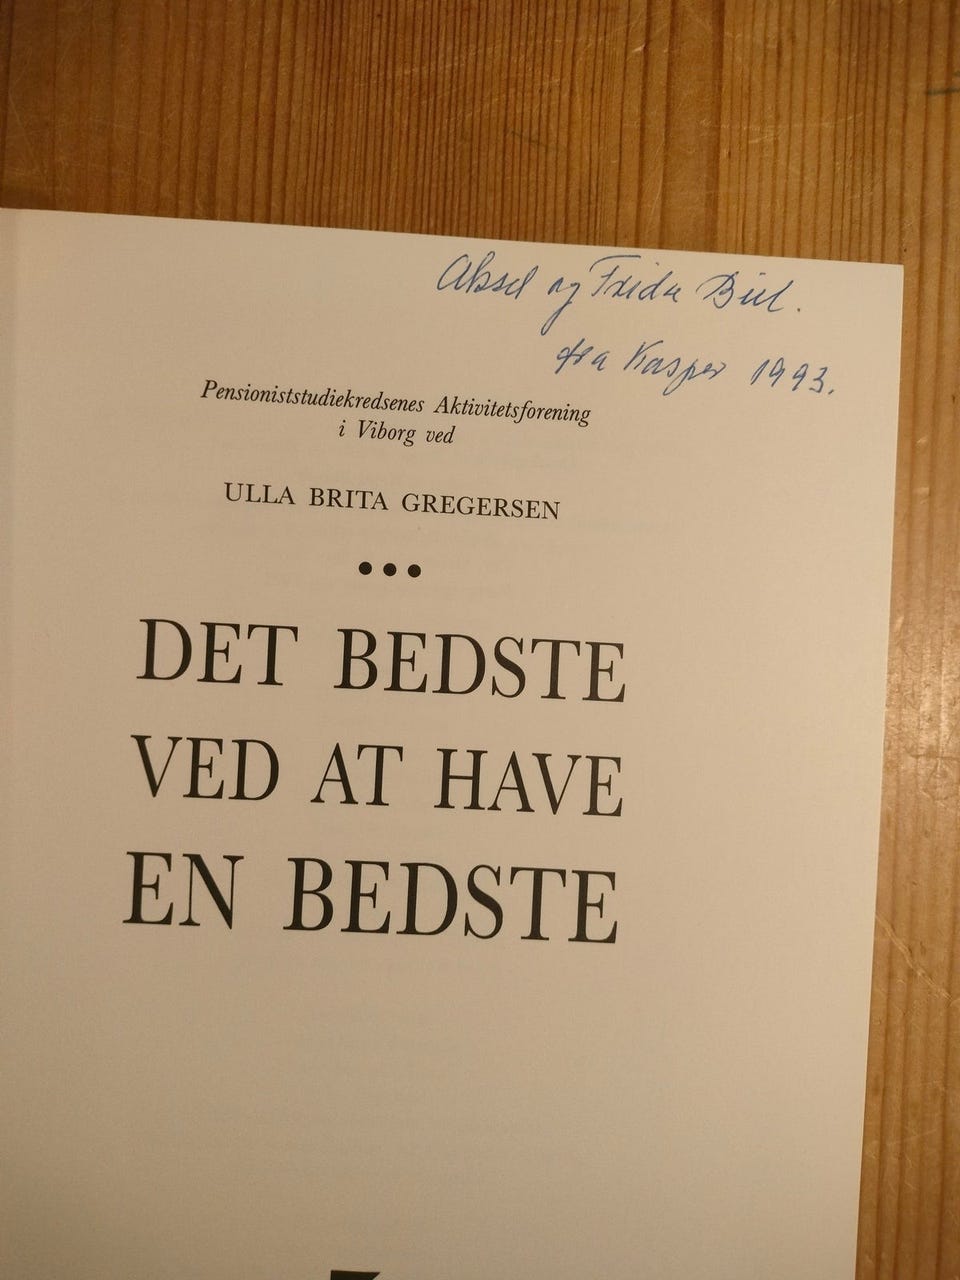 Aksel og Frida Biel.
fra Kasper 1993.
Pensioniststudiekredsenes Aktivitetsforening
i Viborg ved
ULLA BRITA GREGERSEN
•••
DET BEDSTE
VED AT HAVE
EN BEDSTE